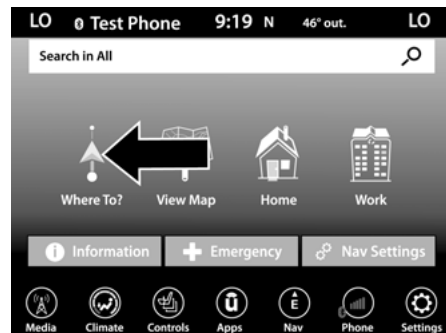 LO Test Phone 9:19 N 46° out. LO
Search in All
Where To? View Map Home Work
Information Emergency Nav Settings
Media Climate Controls Apps Nav Phone Settings